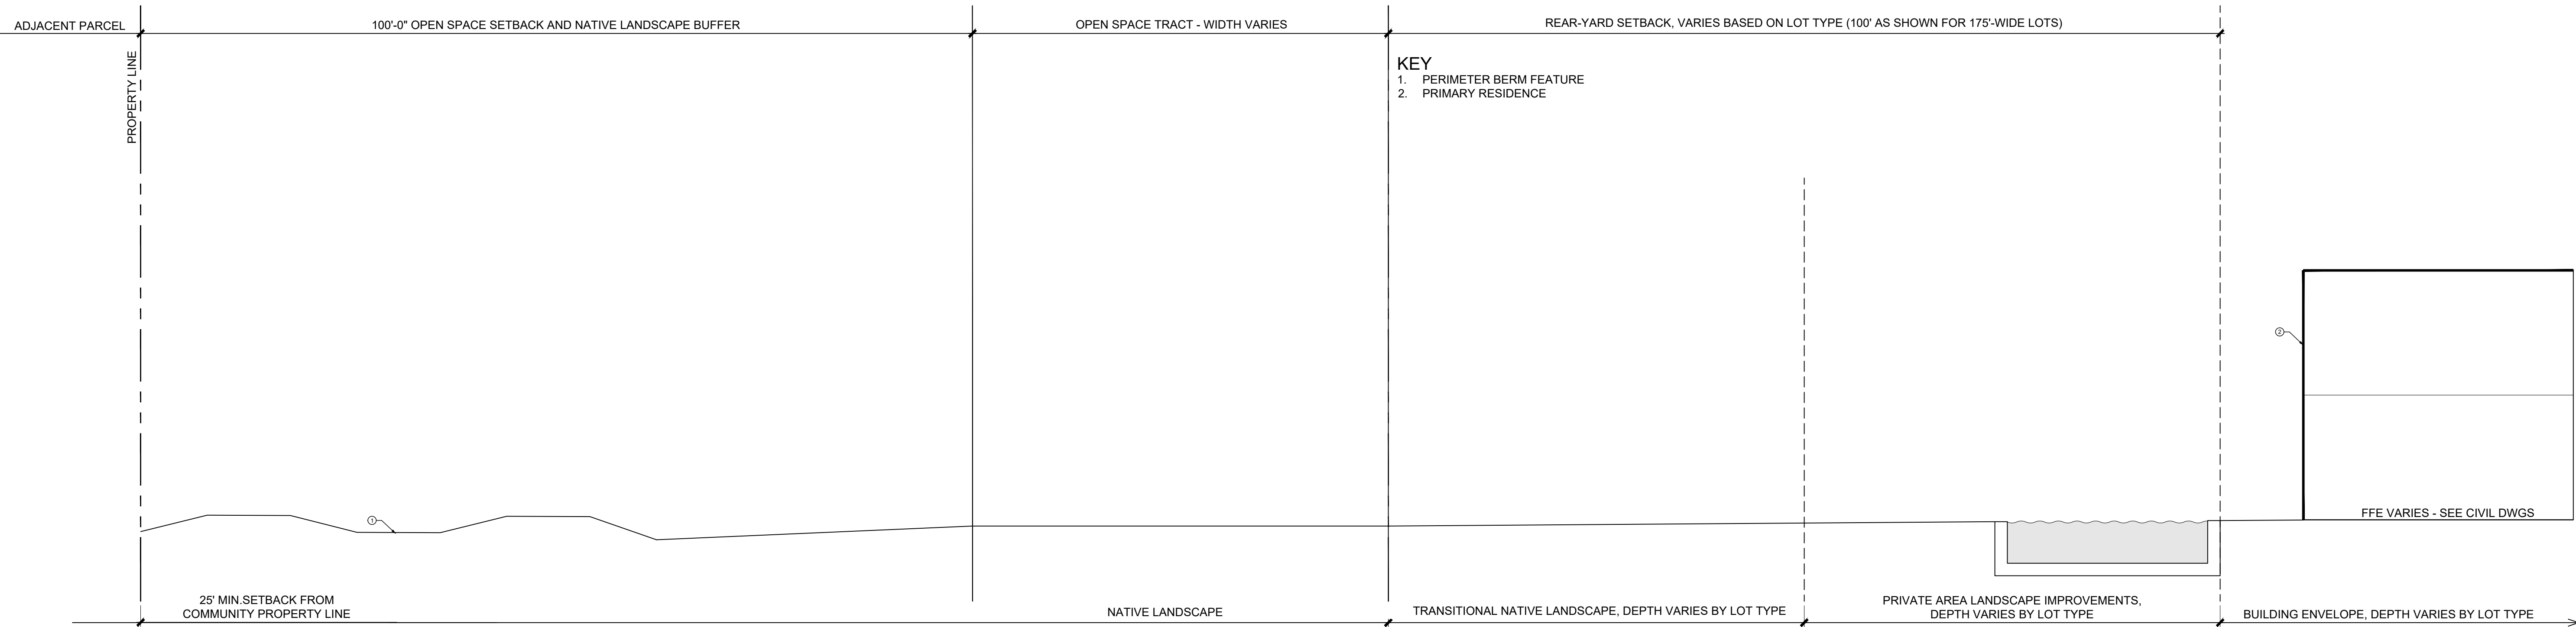 ADJACENT PARCEL
100'-0" OPEN SPACE SETBACK AND NATIVE LANDSCAPE BUFFER
OPEN SPACE TRACT - WIDTH VARIES
REAR-YARD SETBACK, VARIES BASED ON LOT TYPE (100' AS SHOWN FOR 175'-WIDE LOTS)
PROPERTY LINE
KEY
1. PERIMETER BERM FEATURE
2. PRIMARY RESIDENCE
2
1
FFE VARIES - SEE CIVIL DWGS
25' MIN.SETBACK FROM
COMMUNITY PROPERTY LINE
NATIVE LANDSCAPE
TRANSITIONAL NATIVE LANDSCAPE, DEPTH VARIES BY LOT TYPE
PRIVATE AREA LANDSCAPE IMPROVEMENTS,
DEPTH VARIES BY LOT TYPE
BUILDING ENVELOPE, DEPTH VARIES BY LOT TYPE